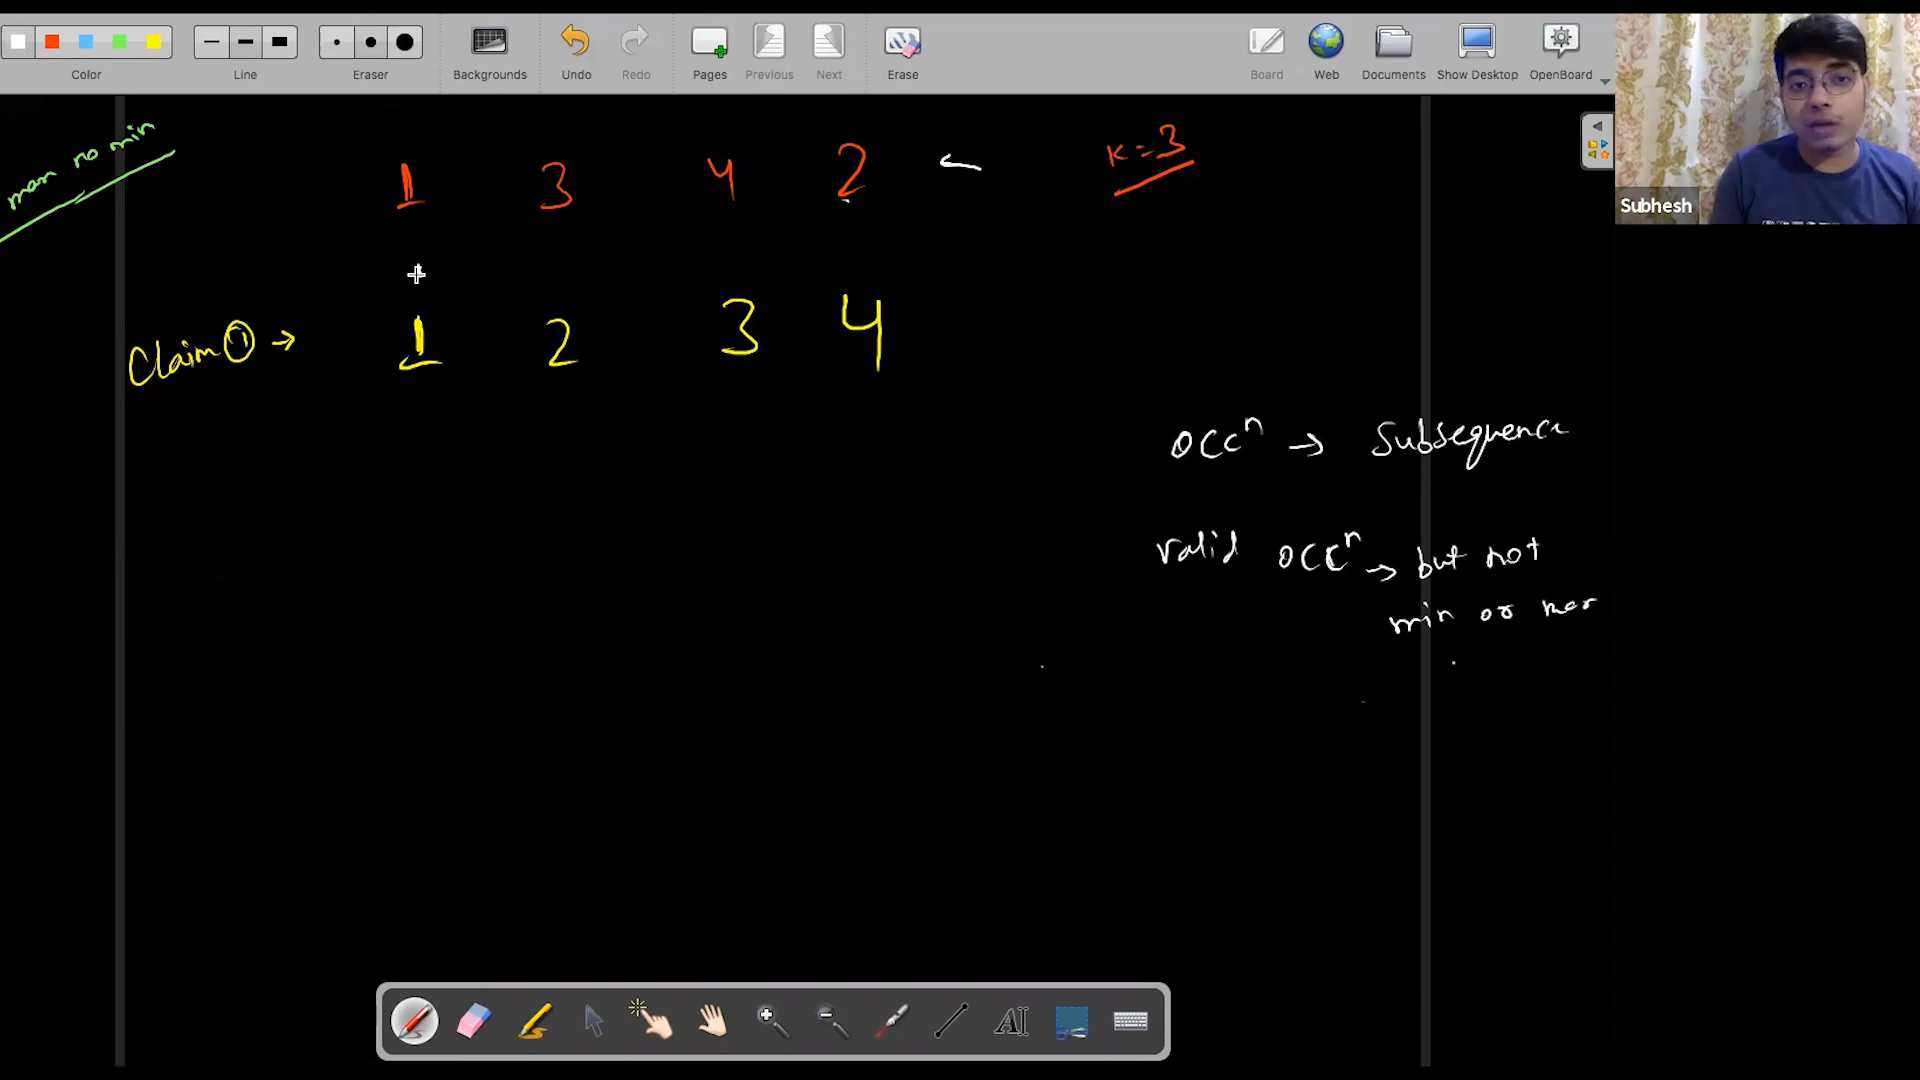 Color
Line
Eraser
Backgrounds
Undo
Redo
Pages
Previous
Next
Erase
Board
Web
Documents
Show Desktop
OpenBoard
Subhesh
max no min
1 3 4 2
K=3
Claim ① → 1 2 3 4
OCCⁿ → Subsequence
Valid OCCⁿ → but not
min or max